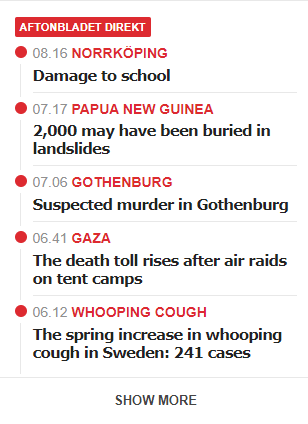 AFTONBLADET DIREKT
08.16 NORRKÖPING
Damage to school
07.17 PAPUA NEW GUINEA
2,000 may have been buried in
landslides
07.06 GOTHENBURG
Suspected murder in Gothenburg
06.41 GAZA
The death toll rises after air raids
on tent camps
06.12 WHOOPING COUGH
The spring increase in whooping
cough in Sweden: 241 cases
SHOW MORE